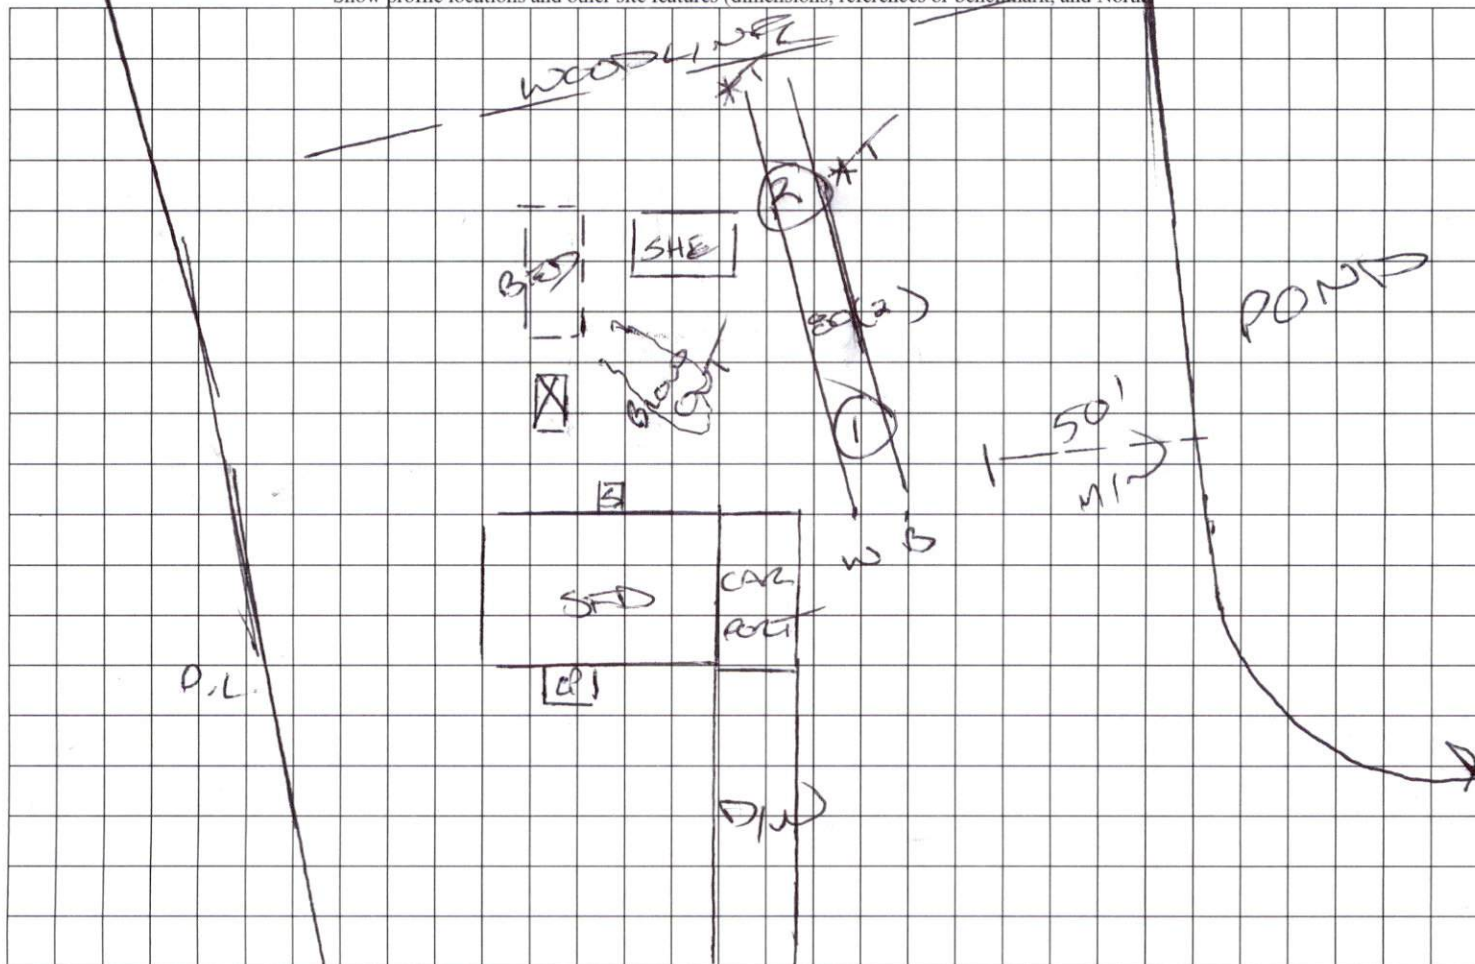 Show profile locations and other site features (dimensions, references or benchmark, and North
WOODLINE
2
BED
SHE
80(2)
POND
50'
MIN
1
S
W B
SFD
CAR
PORT
P.L.
D/W